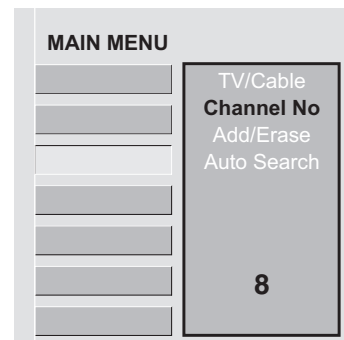 MAIN MENU
TV/Cable
Channel No
Add/Erase
Auto Search
8